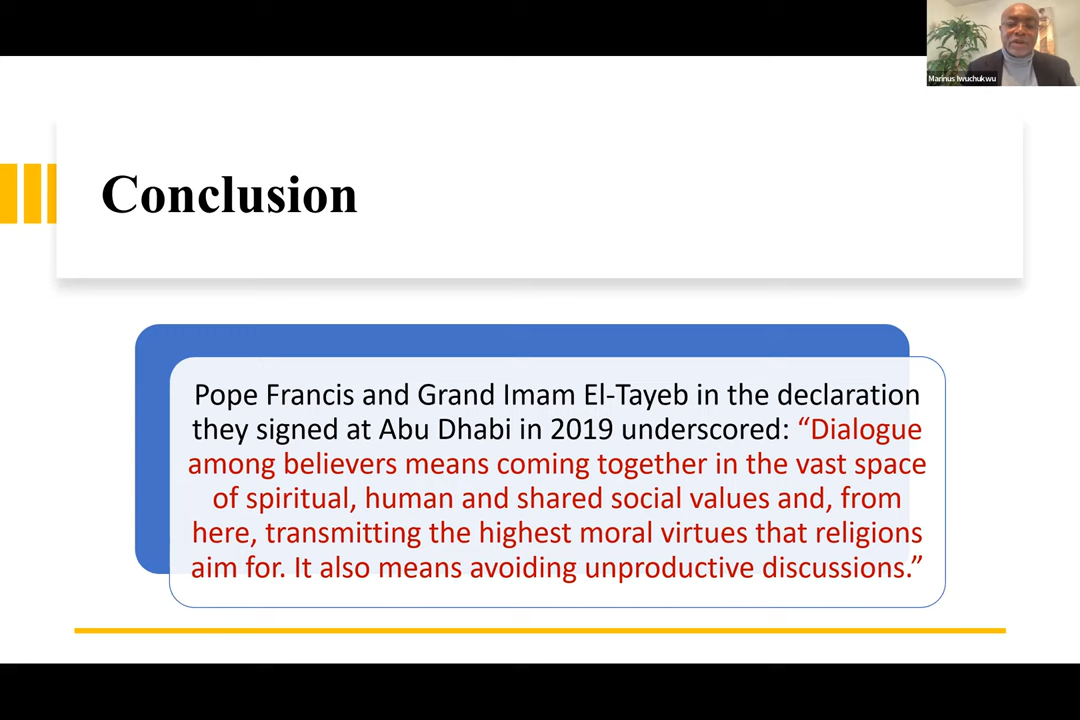 Marinus Iwuchukwu
Conclusion
Pope Francis and Grand Imam El-Tayeb in the declaration
they signed at Abu Dhabi in 2019 underscored: “Dialogue
among believers means coming together in the vast space
of spiritual, human and shared social values and, from
here, transmitting the highest moral virtues that religions
aim for. It also means avoiding unproductive discussions.”